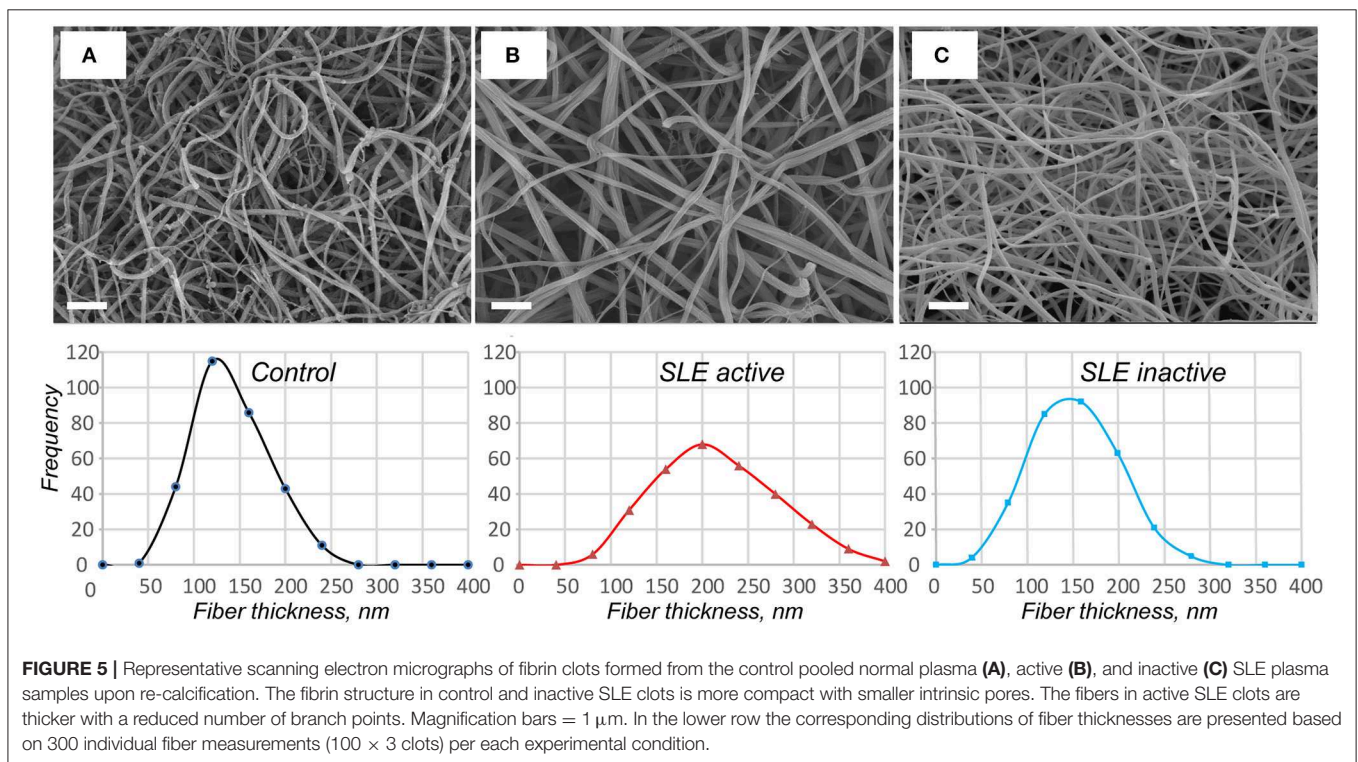 A
B
C
120
100
80
60
40
20
0
Frequency
Control
0 50 100 150 200 250 300 350 400
Fiber thickness, nm
120
100
80
60
40
20
0
SLE active
0 50 100 150 200 250 300 350 400
Fiber thickness, nm
120
100
80
60
40
20
0
SLE inactive
0 50 100 150 200 250 300 350 400
Fiber thickness, nm
FIGURE 5 | Representative scanning electron micrographs of fibrin clots formed from the control pooled normal plasma (A), active (B), and inactive (C) SLE plasma
samples upon re-calcification. The fibrin structure in control and inactive SLE clots is more compact with smaller intrinsic pores. The fibers in active SLE clots are
thicker with a reduced number of branch points. Magnification bars = 1 μm. In the lower row the corresponding distributions of fiber thicknesses are presented based
on 300 individual fiber measurements (100 × 3 clots) per each experimental condition.